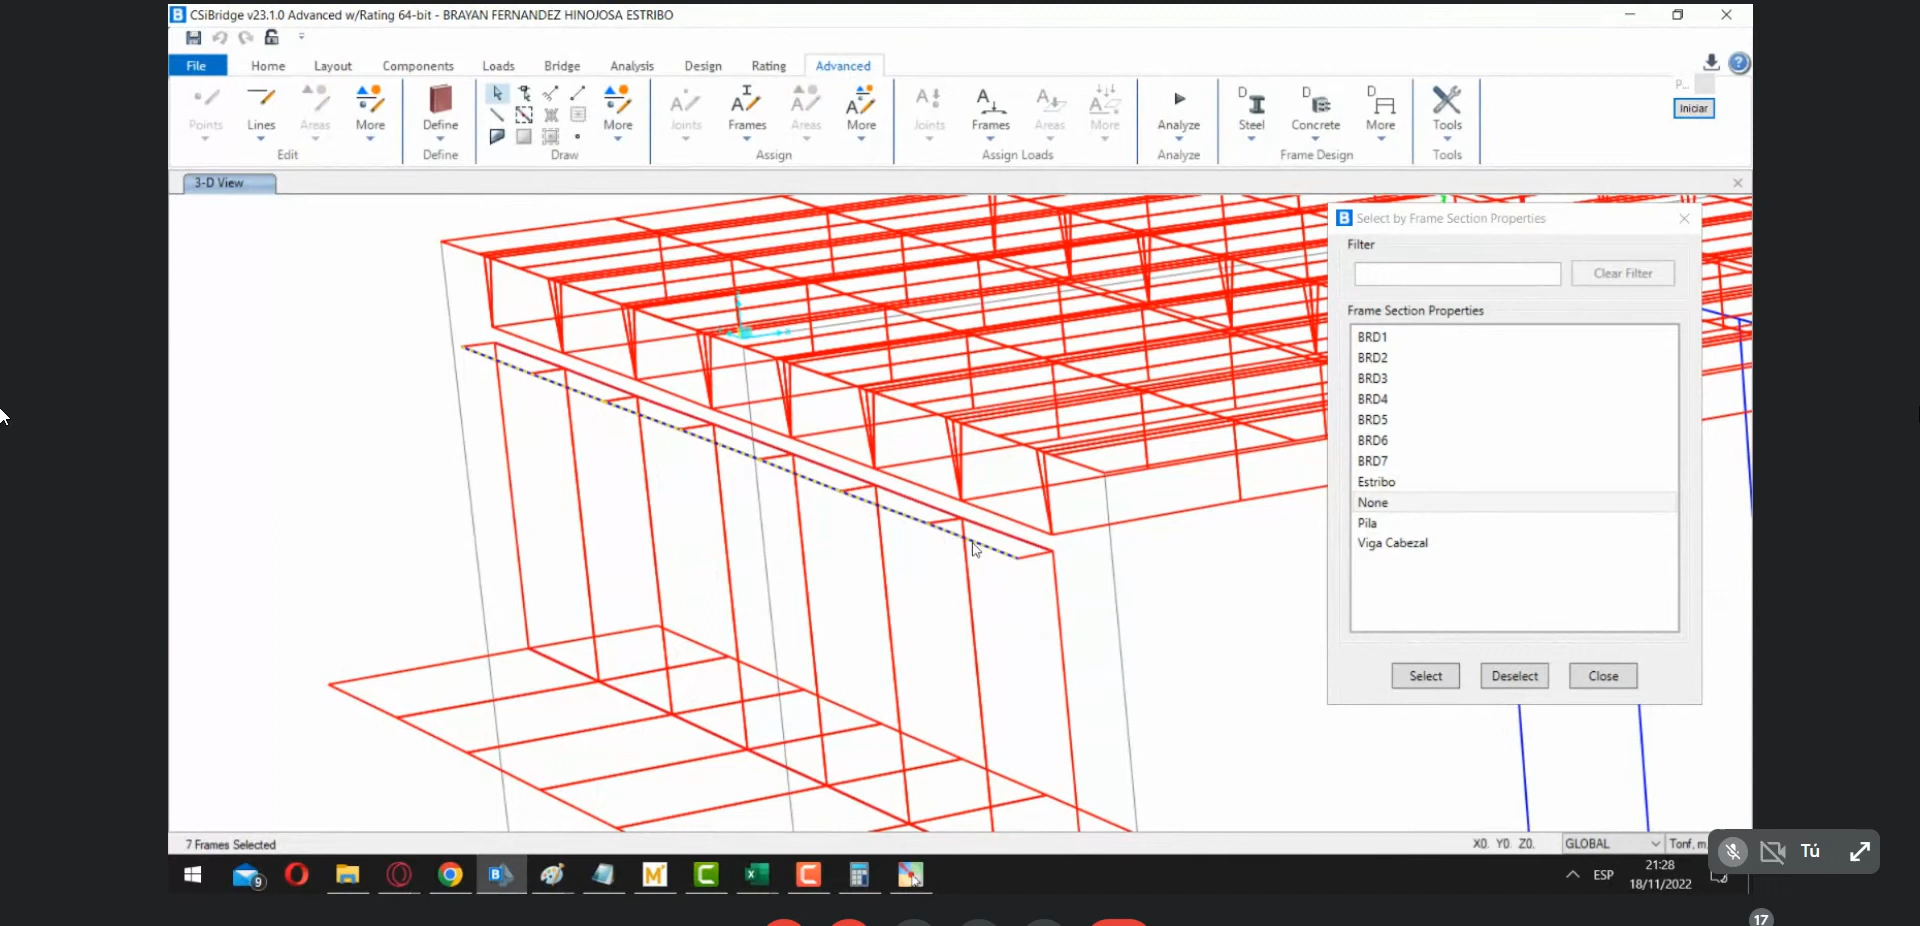 CSiBridge v23.1.0 Advanced w/Rating 64-bit - BRAYAN FERNANDEZ HINOJOSA ESTRIBO
File Home Layout Components Loads Bridge Analysis Design Rating Advanced
P...
Iniciar
Points Lines Areas More Define More Joints Frames Areas More Joints Frames Areas More Analyze Steel Concrete More Tools
Edit Define Draw Assign Assign Loads Analyze Frame Design Tools
3-D View
Select by Frame Section Properties
Filter
Clear Filter
Frame Section Properties
BRD1
BRD2
BRD3
BRD4
BRD5
BRD6
BRD7
Estribo
None
Pila
Viga Cabezal
Select Deselect Close
7 Frames Selected
X0. Y0. Z0. GLOBAL Tonf, m,
Tú
9
ESP
21:28
18/11/2022
17